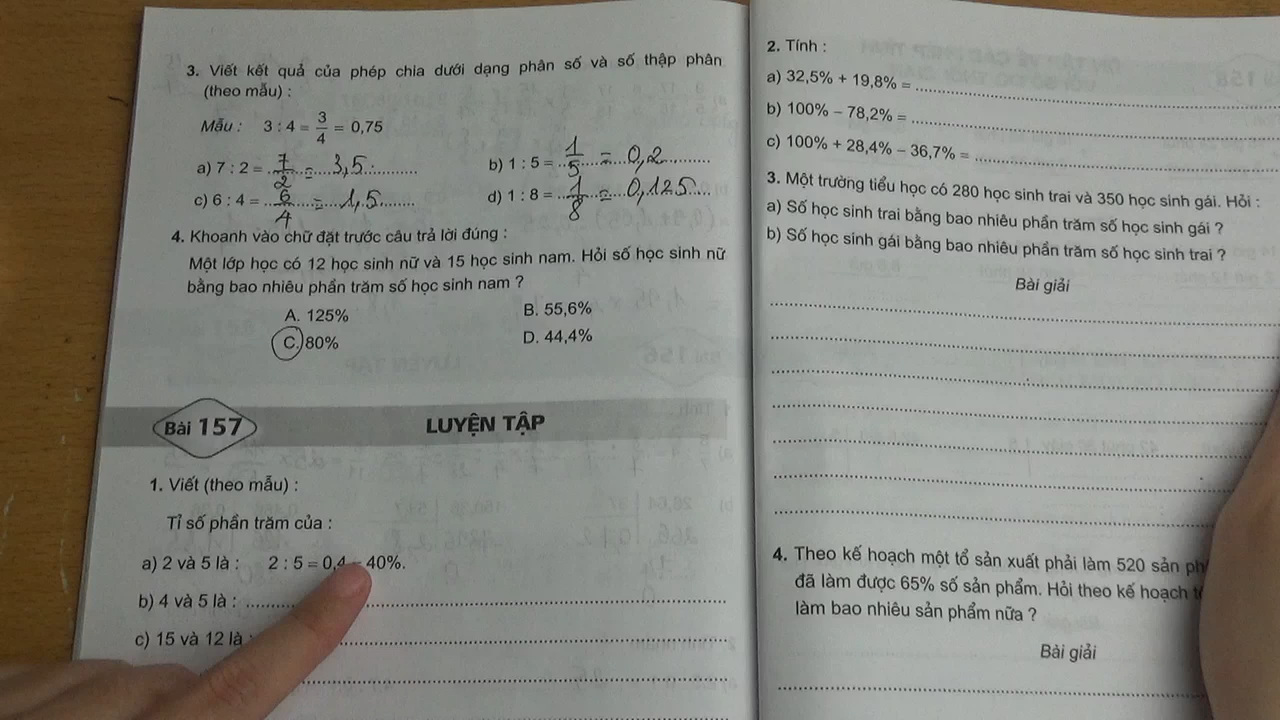 3. Viết kết quả của phép chia dưới dạng phân số và số thập phân
(theo mẫu) :
Mẫu : 3 : 4 = 3/4 = 0,75
a) 7 : 2 = 7/2 = 3,5
b) 1 : 5 = 1/5 = 0,2
c) 6 : 4 = 6/4 = 1,5
d) 1 : 8 = 1/8 = 0,125
4. Khoanh vào chữ đặt trước câu trả lời đúng :
Một lớp học có 12 học sinh nữ và 15 học sinh nam. Hỏi số học sinh nữ
bằng bao nhiêu phần trăm số học sinh nam ?
A. 125%
B. 55,6%
C. 80%
D. 44,4%
Bài 157
LUYỆN TẬP
1. Viết (theo mẫu) :
Tỉ số phần trăm của :
a) 2 và 5 là : 2 : 5 = 0,4 = 40%.
b) 4 và 5 là :
c) 15 và 12 là :
2. Tính :
a) 32,5% + 19,8% =
b) 100% – 78,2% =
c) 100% + 28,4% – 36,7% =
3. Một trường tiểu học có 280 học sinh trai và 350 học sinh gái. Hỏi :
a) Số học sinh trai bằng bao nhiêu phần trăm số học sinh gái ?
b) Số học sinh gái bằng bao nhiêu phần trăm số học sinh trai ?
Bài giải
4. Theo kế hoạch một tổ sản xuất phải làm 520 sản
đã làm được 65% số sản phẩm. Hỏi theo kế hoạch
làm bao nhiêu sản phẩm nữa ?
Bài giải